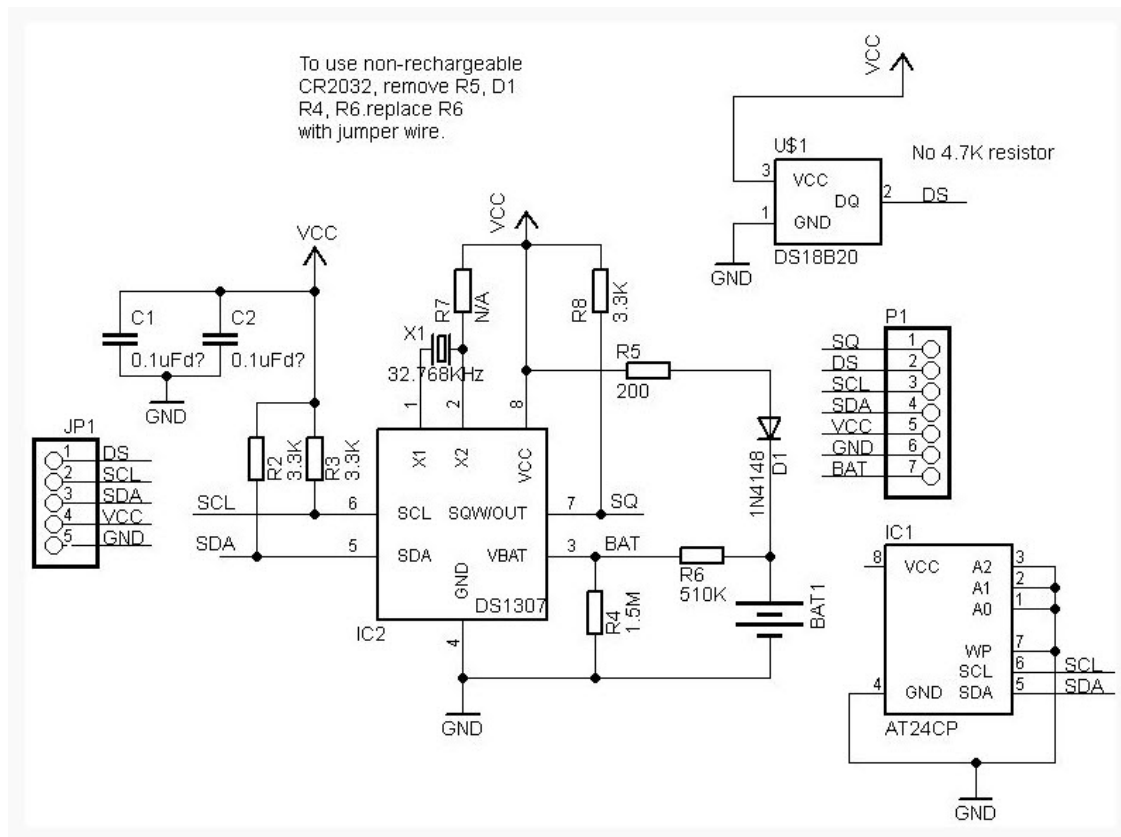 To use non-rechargeable
CR2032, remove R5, D1
R4, R6.replace R6
with jumper wire.
VCC
U$1
No 4.7K resistor
3
VCC
DQ
2
DS
1
GND
DS18B20
GND
VCC
VCC
C1
0.1uFd?
C2
0.1uFd?
GND
R7
N/A
R8
3.3K
X1
32.768KHz
R5
200
1N4148
D1
P1
SQ
1
DS
2
SCL
3
SDA
4
VCC
5
GND
6
BAT
7
JP1
1
DS
2
SCL
3
SDA
4
VCC
5
GND
R2
3.3K
R3
3.3K
1
2
8
X1
X2
VCC
SCL
6
SCL
SQW/OUT
7
SQ
SDA
5
SDA
VBAT
3
BAT
GND
DS1307
IC2
4
GND
R6
510K
R4
1.5M
BAT1
IC1
8
VCC
A2
3
A1
2
A0
1
WP
7
SCL
6
SCL
4
GND
SDA
5
SDA
AT24CP
GND